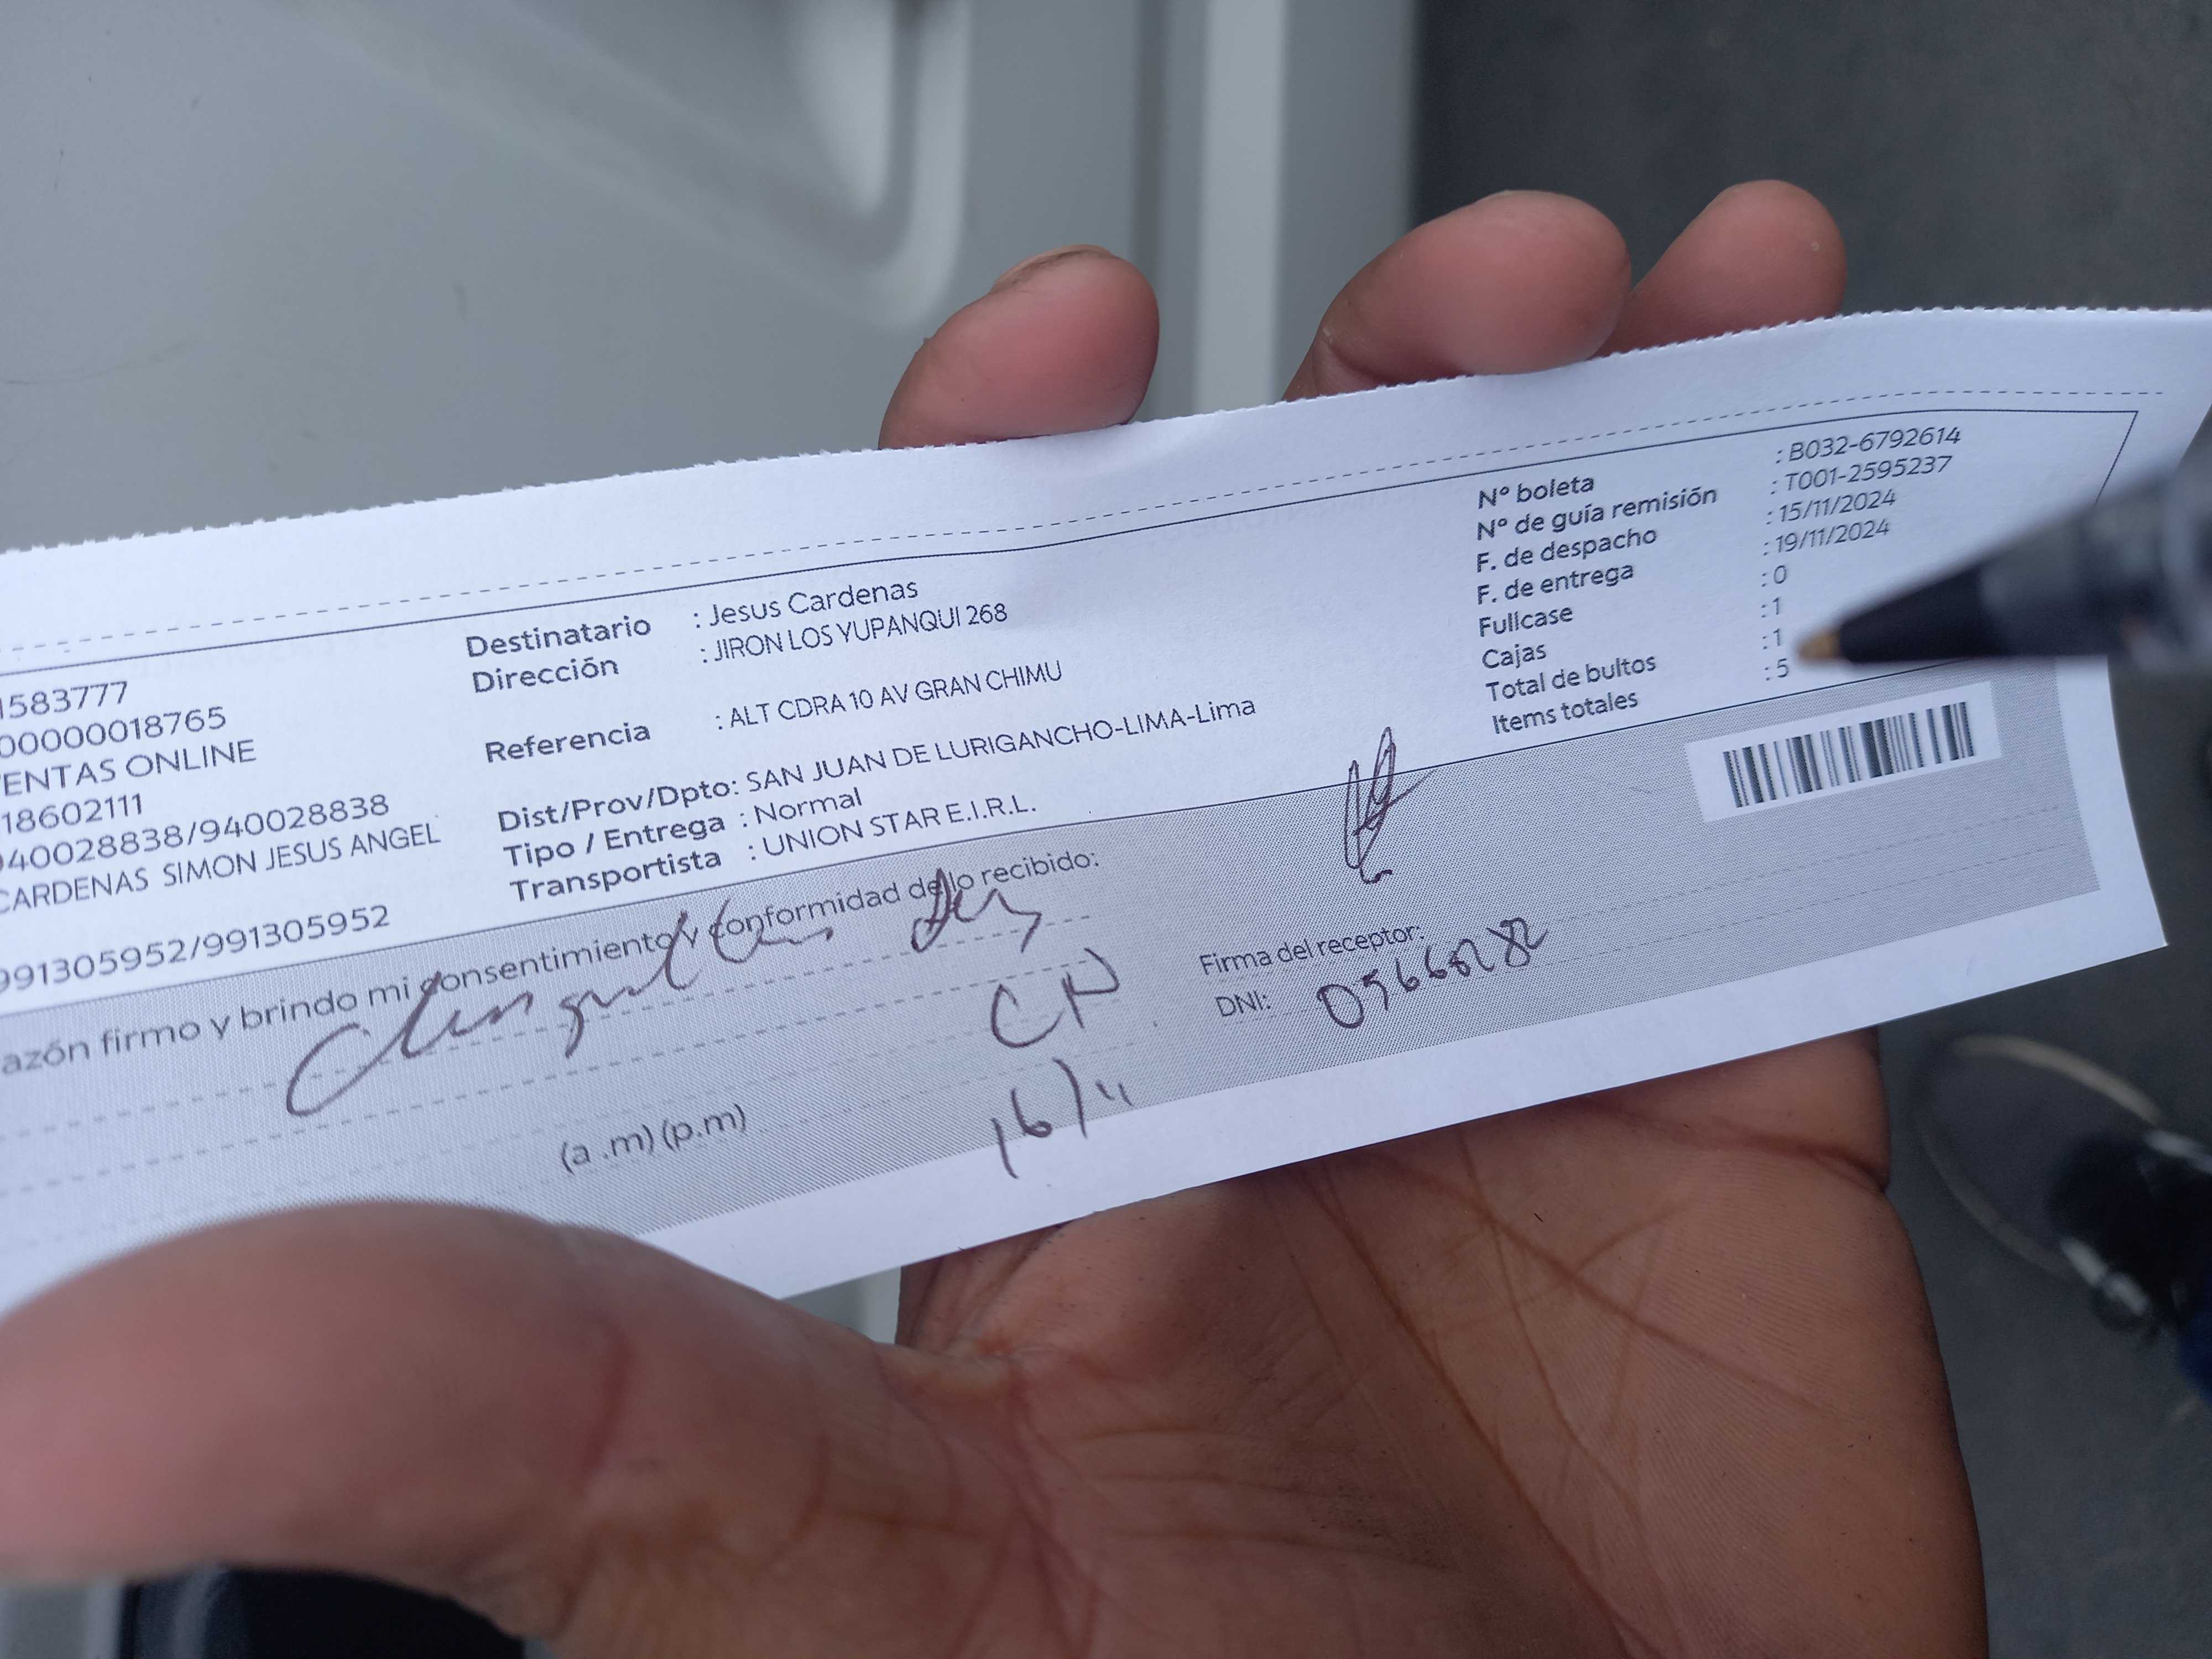 1583777
00000018765
ENTAS ONLINE
18602111
940028838/940028838
CARDENAS SIMON JESUS ANGEL
991305952/991305952
Destinatario : Jesus Cardenas
Dirección : JIRON LOS YUPANQUI 268
Referencia : ALT CDRA 10 AV GRAN CHIMU
Dist/Prov/Dpto: SAN JUAN DE LURIGANCHO-LIMA-Lima
Tipo / Entrega : Normal
Transportista : UNION STAR E.I.R.L.
Nº boleta : B032-6792614
Nº de guía remisión : T001-2595237
F. de despacho : 15/11/2024
F. de entrega : 19/11/2024
Fullcase : 0
Cajas : 1
Total de bultos : 1
Items totales : 5
azón firmo y brindo mi consentimiento y conformidad de lo recibido:
Firma del receptor:
DNI:
(a .m) (p.m)
16/11